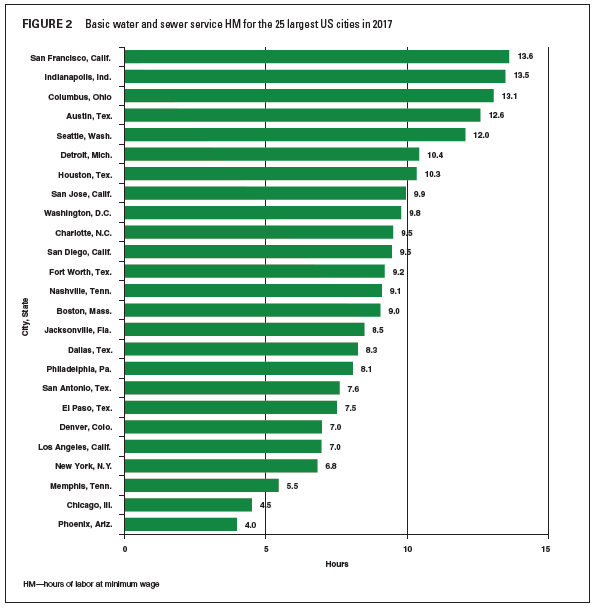 FIGURE 2 Basic water and sewer service HM for the 25 largest US cities in 2017
San Francisco, Calif. 13.6
Indianapolis, Ind. 13.5
Columbus, Ohio 13.1
Austin, Tex. 12.6
Seattle, Wash. 12.0
Detroit, Mich. 10.4
Houston, Tex. 10.3
San Jose, Calif. 9.9
Washington, D.C. 9.8
Charlotte, N.C. 9.5
San Diego, Calif. 9.5
Fort Worth, Tex. 9.2
Nashville, Tenn. 9.1
Boston, Mass. 9.0
Jacksonville, Fla. 8.5
Dallas, Tex. 8.3
Philadelphia, Pa. 8.1
San Antonio, Tex. 7.6
El Paso, Tex. 7.5
Denver, Colo. 7.0
Los Angeles, Calif. 7.0
New York, N.Y. 6.8
Memphis, Tenn. 5.5
Chicago, Ill. 4.5
Phoenix, Ariz. 4.0
City, State
0 5 10 15
Hours
HM—hours of labor at minimum wage